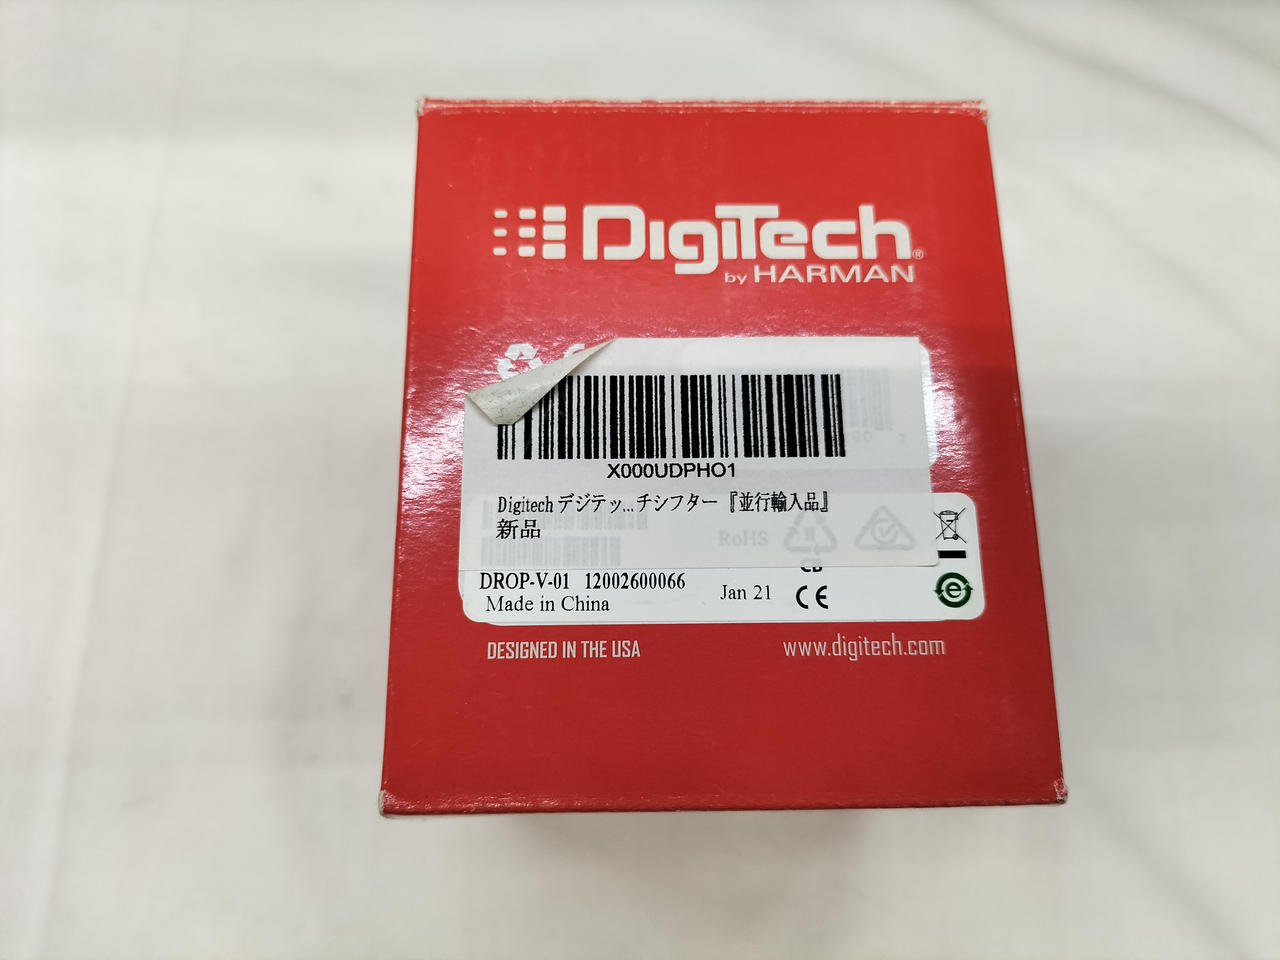 DigiTech®
by HARMAN
X000UDPHO1
Digitech デジテッ...チシフター『並行輸入品』
新品
RoHS
DROP-V-01 12002600066
Jan 21
CE
Made in China
DESIGNED IN THE USA
www.digitech.com